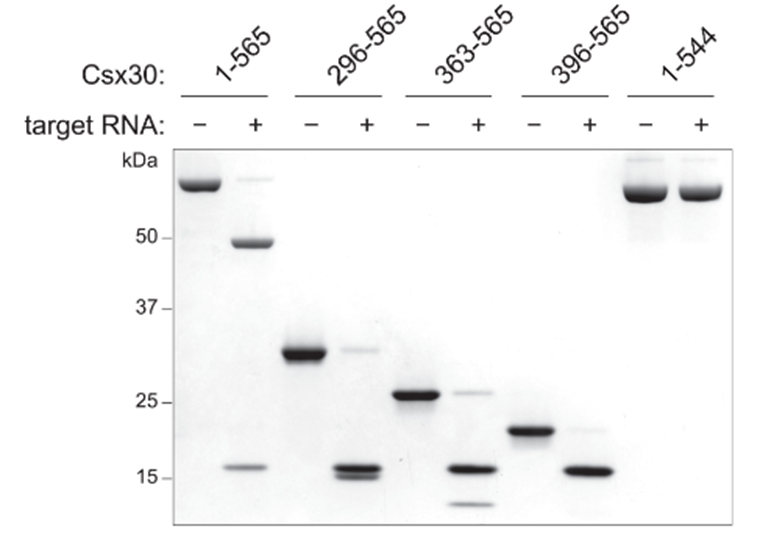 Csx30: 1-565 296-565 363-565 396-565 1-544
target RNA: – + – + – + – + – +
kDa
50
37
25
15